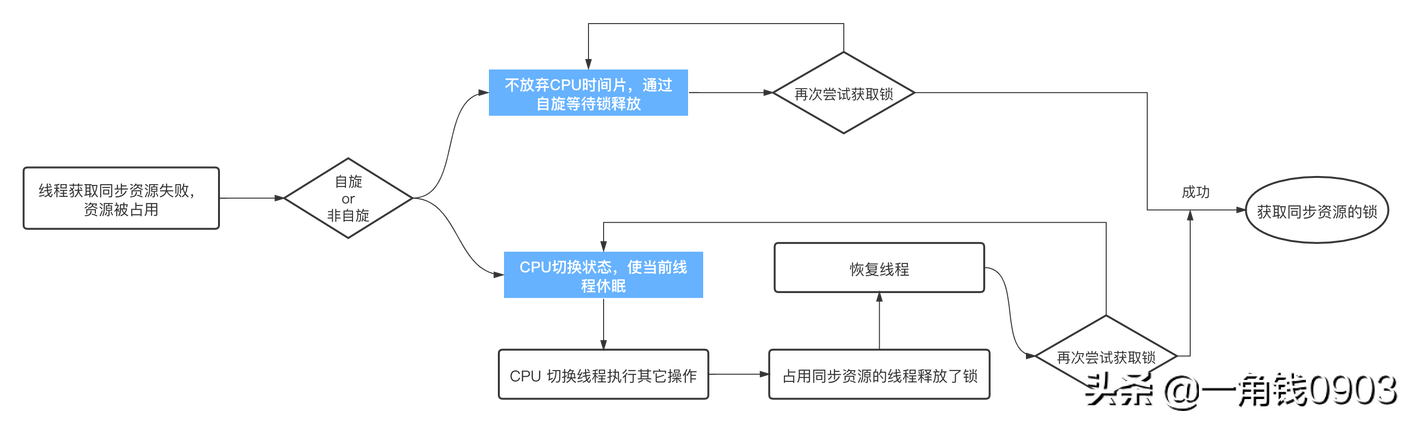 线程获取同步资源失败，
资源被占用
自旋
or
非自旋
不放弃CPU时间片，通过
自旋等待锁释放
再次尝试获取锁
CPU切换状态，使当前线
程休眠
CPU 切换线程执行其它操作
占用同步资源的线程释放了锁
恢复线程
再次尝试获取锁
成功
获取同步资源的锁
头条 @一角钱0903